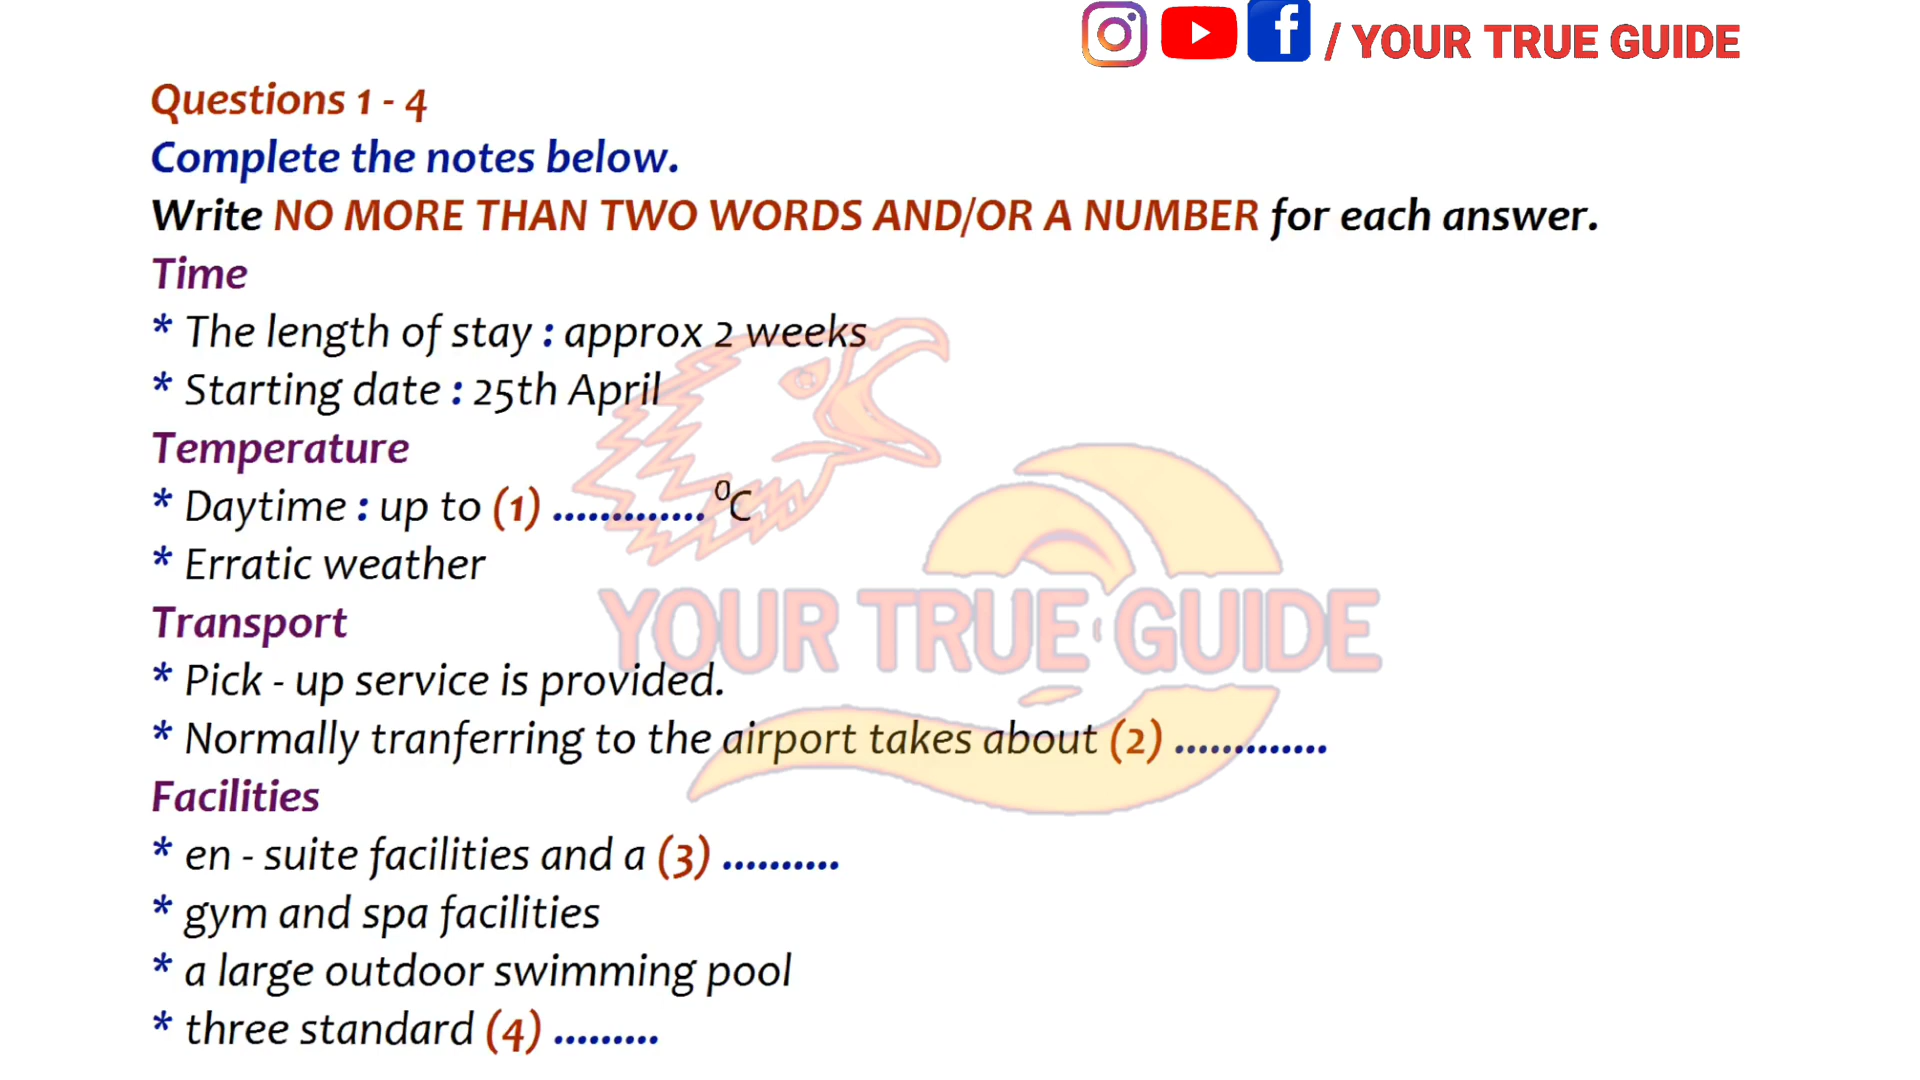 / YOUR TRUE GUIDE
Questions 1 - 4
Complete the notes below.
Write NO MORE THAN TWO WORDS AND/OR A NUMBER for each answer.
Time
* The length of stay : approx 2 weeks
* Starting date : 25th April
Temperature
* Daytime : up to (1) ............. ⁰C
* Erratic weather
Transport
YOUR TRUE GUIDE
* Pick - up service is provided.
* Normally tranferring to the airport takes about (2) .............
Facilities
* en - suite facilities and a (3) ..........
* gym and spa facilities
* a large outdoor swimming pool
* three standard (4) .........